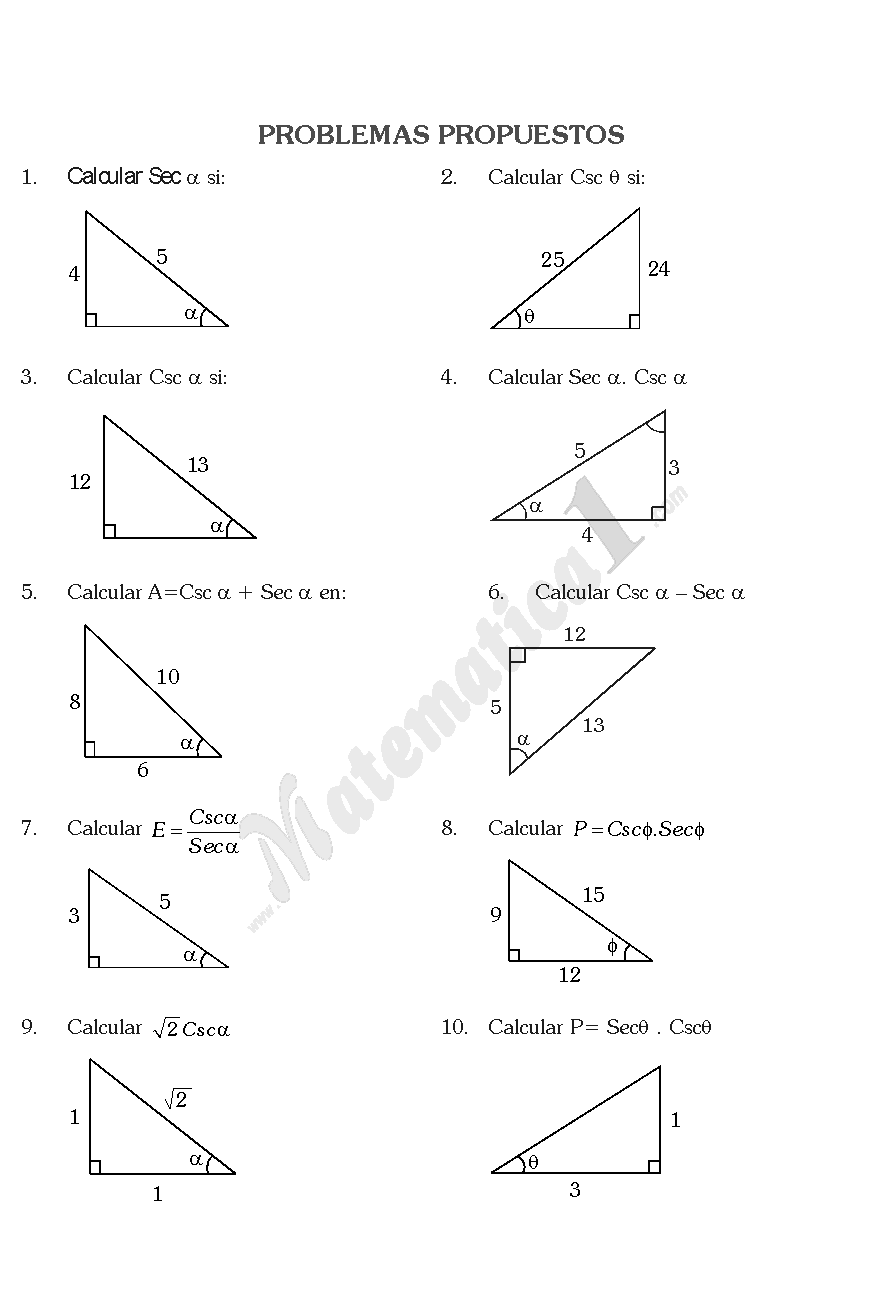 PROBLEMAS PROPUESTOS
1. Calcular Sec α si:
4
5
α
2. Calcular Csc θ si:
25
24
θ
3. Calcular Csc α si:
12
13
α
4. Calcular Sec α. Csc α
5
3
α
4
5. Calcular A=Csc α + Sec α en:
8
10
α
6
6. Calcular Csc α – Sec α
12
5
13
α
7. Calcular E = Cscα / Secα
3
5
α
8. Calcular P = Cscϕ.Secϕ
9
15
ϕ
12
9. Calcular √2 Cscα
1
√2
α
1
10. Calcular P= Secθ . Cscθ
1
θ
3
www.Matematica1.com